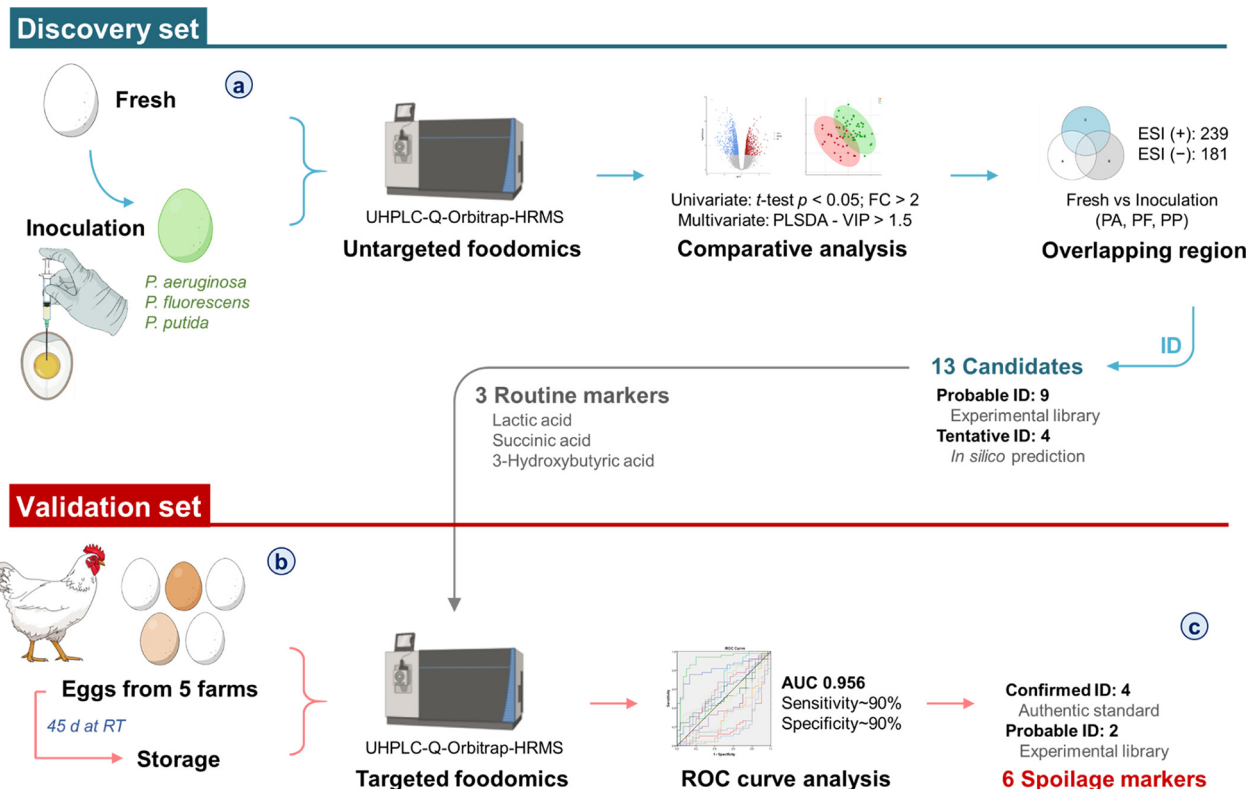 Discovery set
a
Fresh
Inoculation
P. aeruginosa
P. fluorescens
P. putida
UHPLC-Q-Orbitrap-HRMS
Untargeted foodomics
Univariate: t-test p < 0.05; FC > 2
Multivariate: PLSDA - VIP > 1.5
Comparative analysis
ESI (+): 239
ESI (−): 181
Fresh vs Inoculation
(PA, PF, PP)
Overlapping region
ID
13 Candidates
Probable ID: 9
Experimental library
Tentative ID: 4
In silico prediction
3 Routine markers
Lactic acid
Succinic acid
3-Hydroxybutyric acid
Validation set
b
Eggs from 5 farms
45 d at RT
Storage
UHPLC-Q-Orbitrap-HRMS
Targeted foodomics
ROC Curve
Sensitivity
1 - Specificity
AUC 0.956
Sensitivity~90%
Specificity~90%
ROC curve analysis
c
Confirmed ID: 4
Authentic standard
Probable ID: 2
Experimental library
6 Spoilage markers